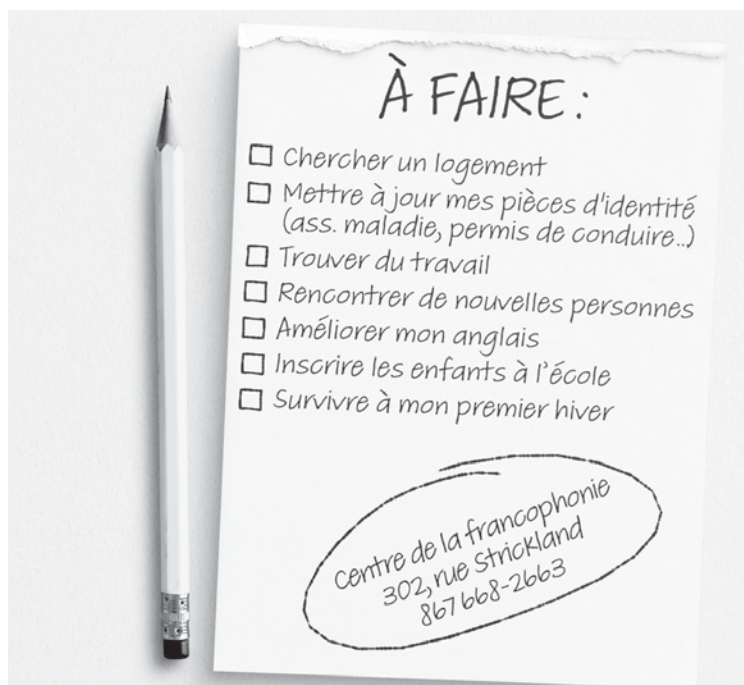 À FAIRE :
Chercher un logement
Mettre à jour mes pièces d'identité
(ass. maladie, permis de conduire...)
Trouver du travail
Rencontrer de nouvelles personnes
Améliorer mon anglais
Inscrire les enfants à l'école
Survivre à mon premier hiver
Centre de la francophonie
302, rue Strickland
867 668-2663